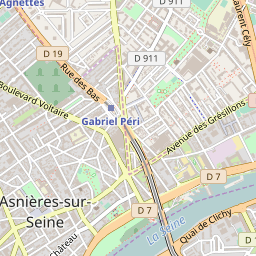 Agnettes
D 911
Laurent Cély
D 19
D 911
Rue des Bas
Boulevard Voltaire
Gabriel Péri
Avenue des Grésillons
D 7
Asnières-sur-
Seine
D 7
La Seine
Quai de Clichy
Château